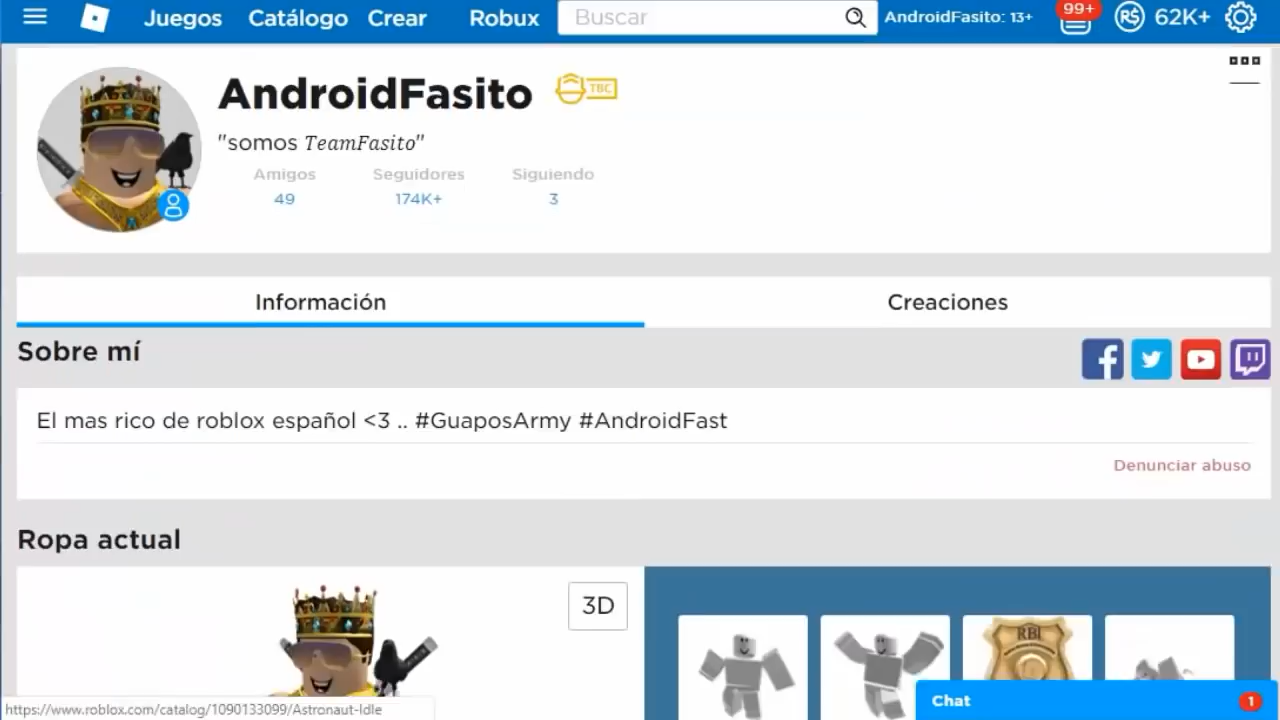 Juegos Catálogo Crear Robux Buscar AndroidFasito: 13+ 99+ R$ 62K+
AndroidFasito TBC
"somos TeamFasito"
Amigos Seguidores Siguiendo
49 174K+ 3
Información Creaciones
Sobre mí
El mas rico de roblox español <3 .. #GuaposArmy #AndroidFast
Denunciar abuso
Ropa actual
3D
RBI
Chat 1
https://www.roblox.com/catalog/1090133099/Astronaut-Idle